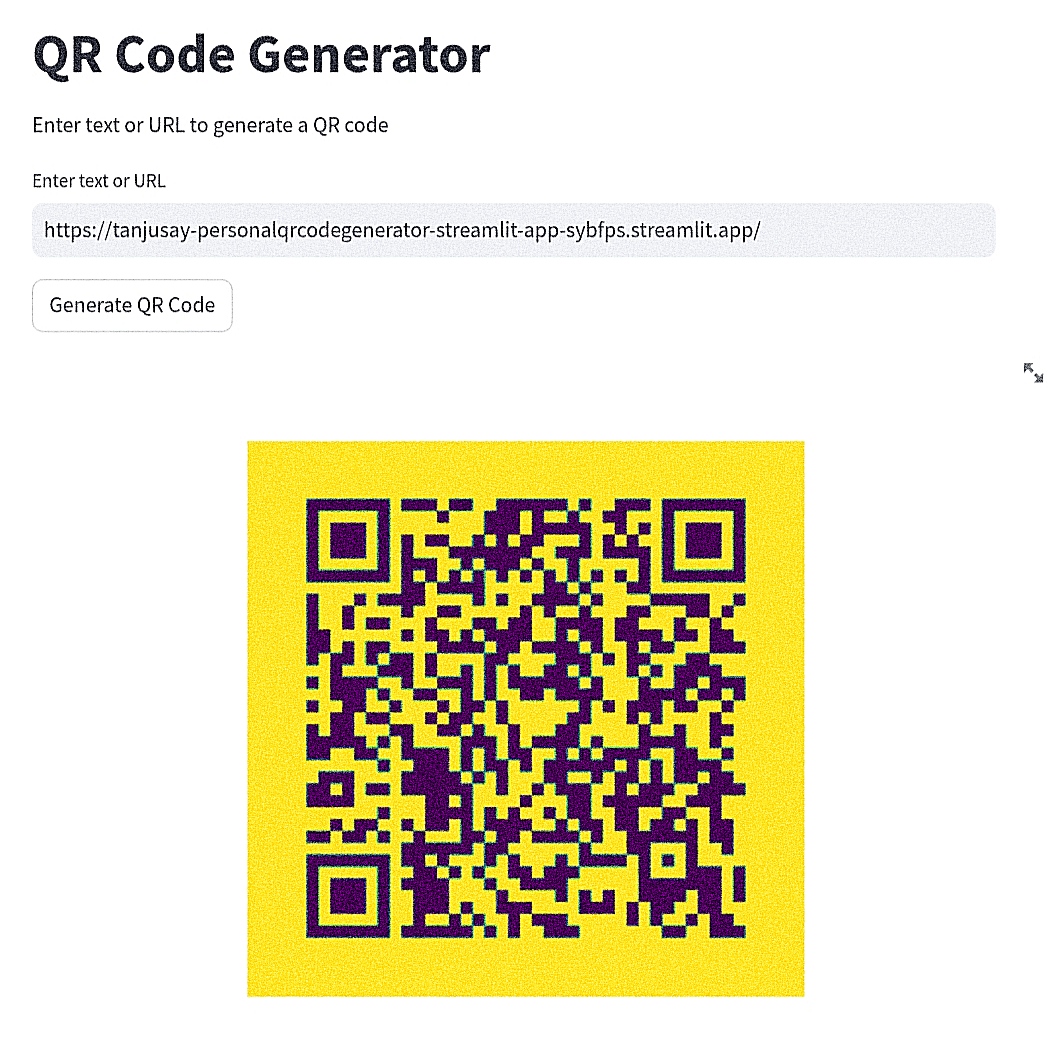 QR Code Generator
Enter text or URL to generate a QR code
Enter text or URL
https://tanjusay-personalqrcodegenerator-streamlit-app-sybfps.streamlit.app/
Generate QR Code